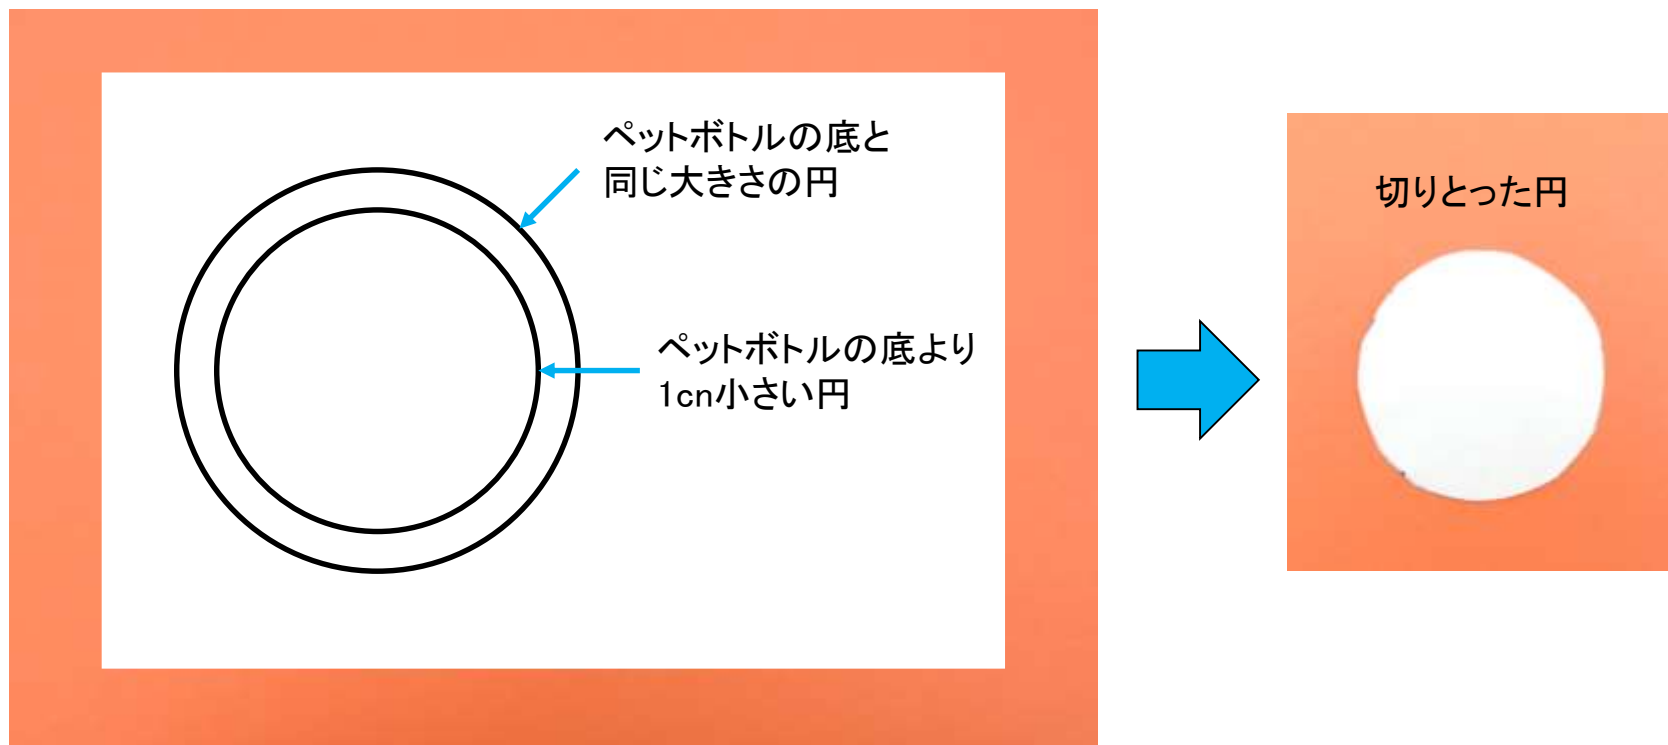 ペットボトルの底と
同じ大きさの円
切りとった円
ペットボトルの底より
1cn小さい円